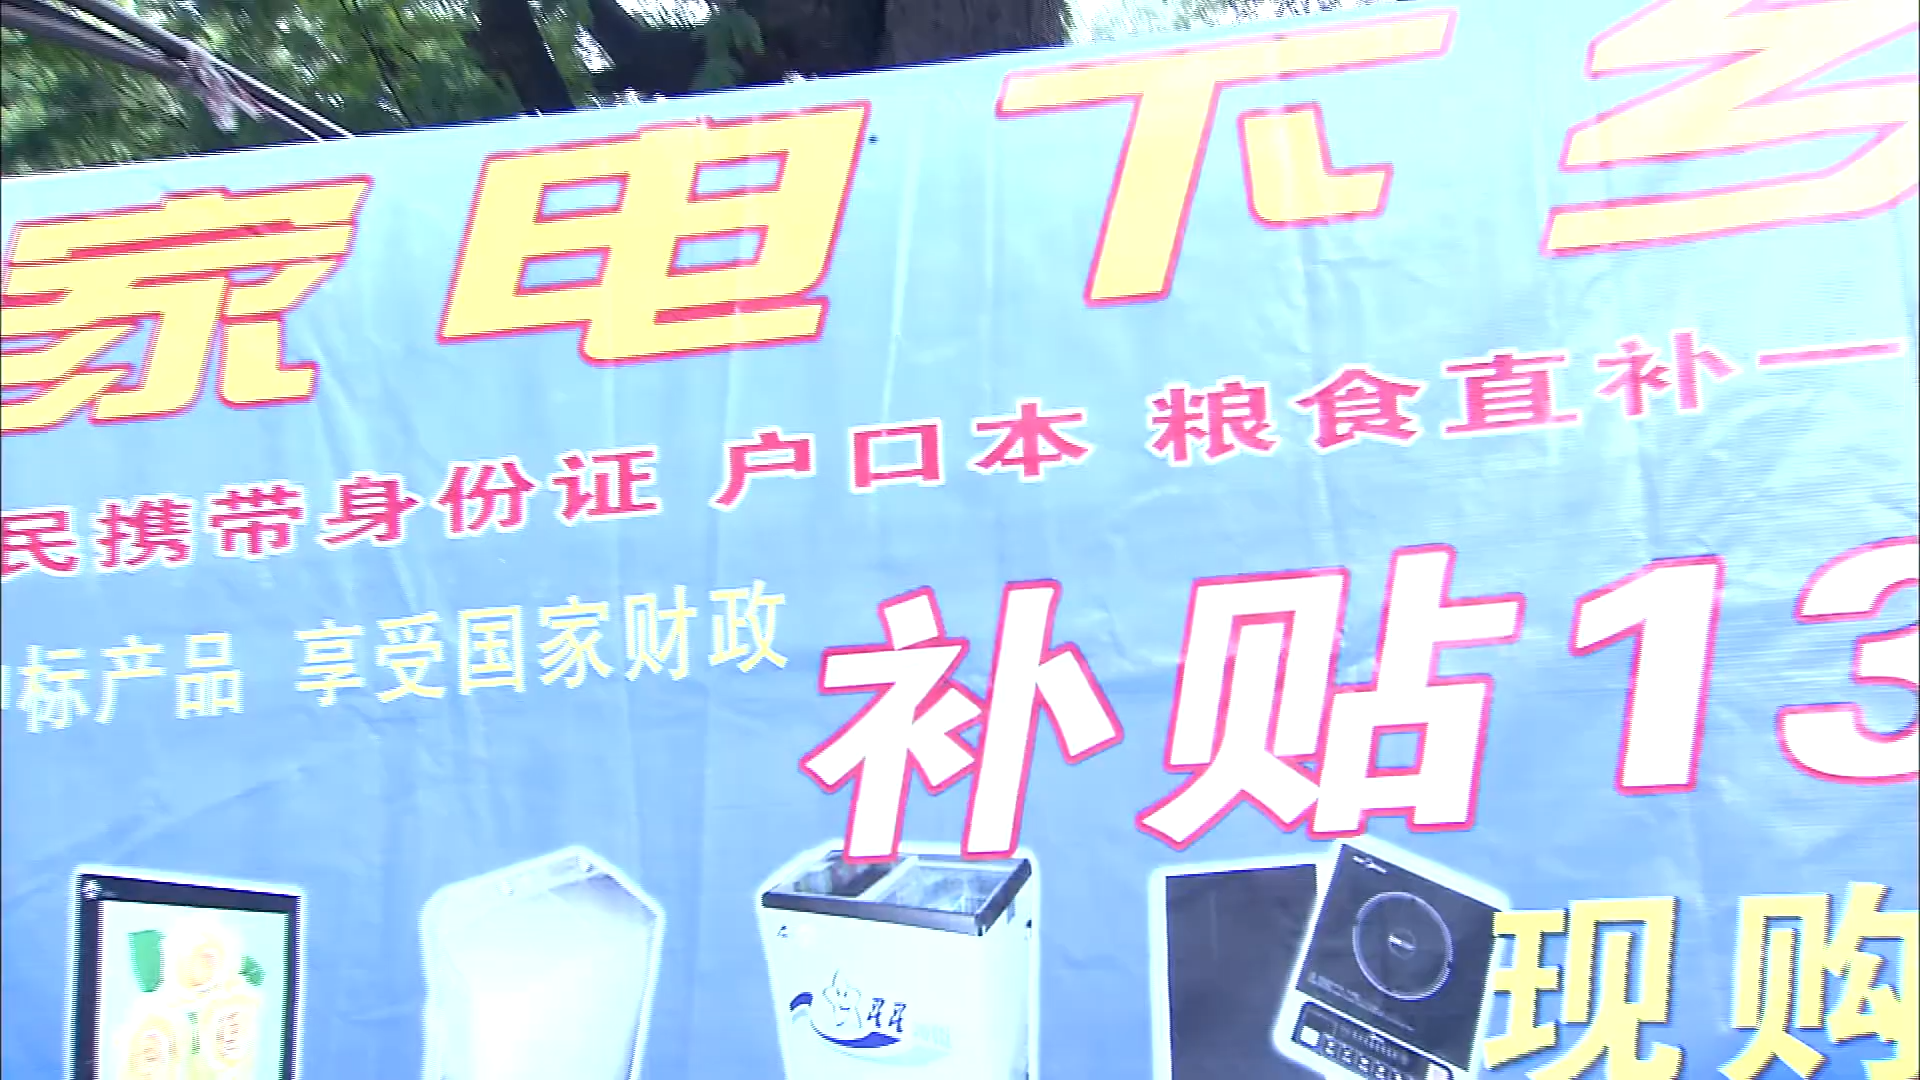 家电下乡
民携带身份证 户口本 粮食直补一
中标产品 享受国家财政
补贴13
现购